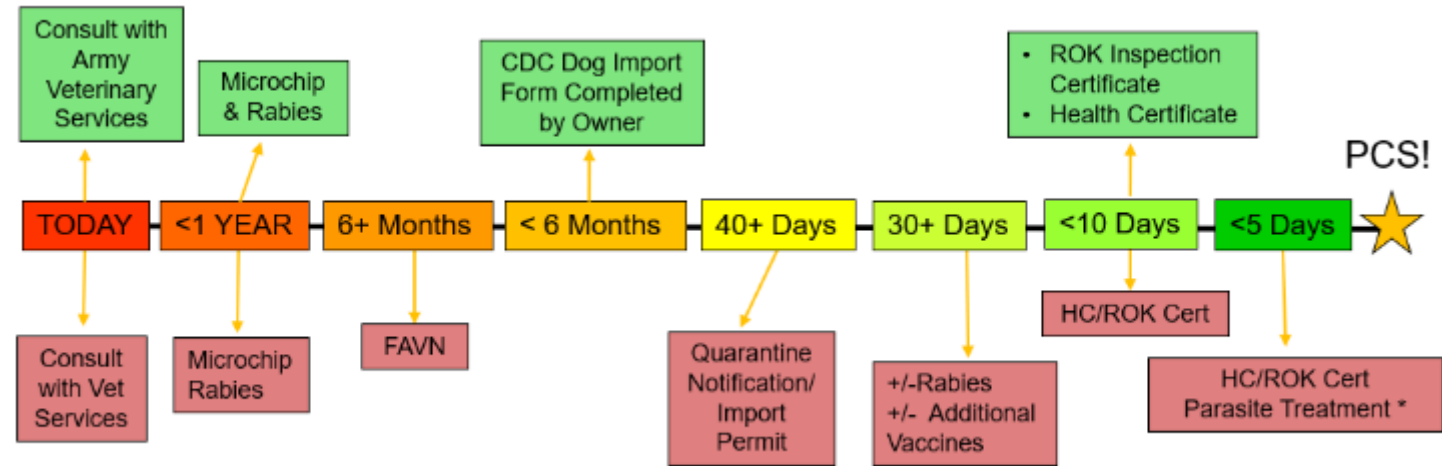 Consult with
Army
Veterinary
Services
Microchip
& Rabies
CDC Dog Import
Form Completed
by Owner
• ROK Inspection
Certificate
• Health Certificate
PCS!
TODAY
<1 YEAR
6+ Months
< 6 Months
40+ Days
30+ Days
<10 Days
<5 Days
Consult
with Vet
Services
Microchip
Rabies
FAVN
Quarantine
Notification/
Import
Permit
+/-Rabies
+/- Additional
Vaccines
HC/ROK Cert
HC/ROK Cert
Parasite Treatment *